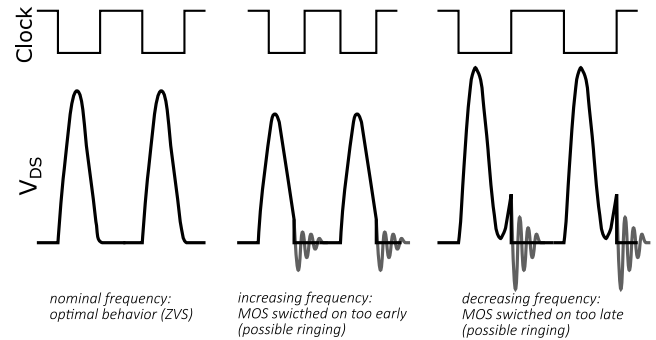 Clock
VDS
nominal frequency:
optimal behavior (ZVS)
increasing frequency:
MOS swicthed on too early
(possible ringing)
decreasing frequency:
MOS swicthed on too late
(possible ringing)